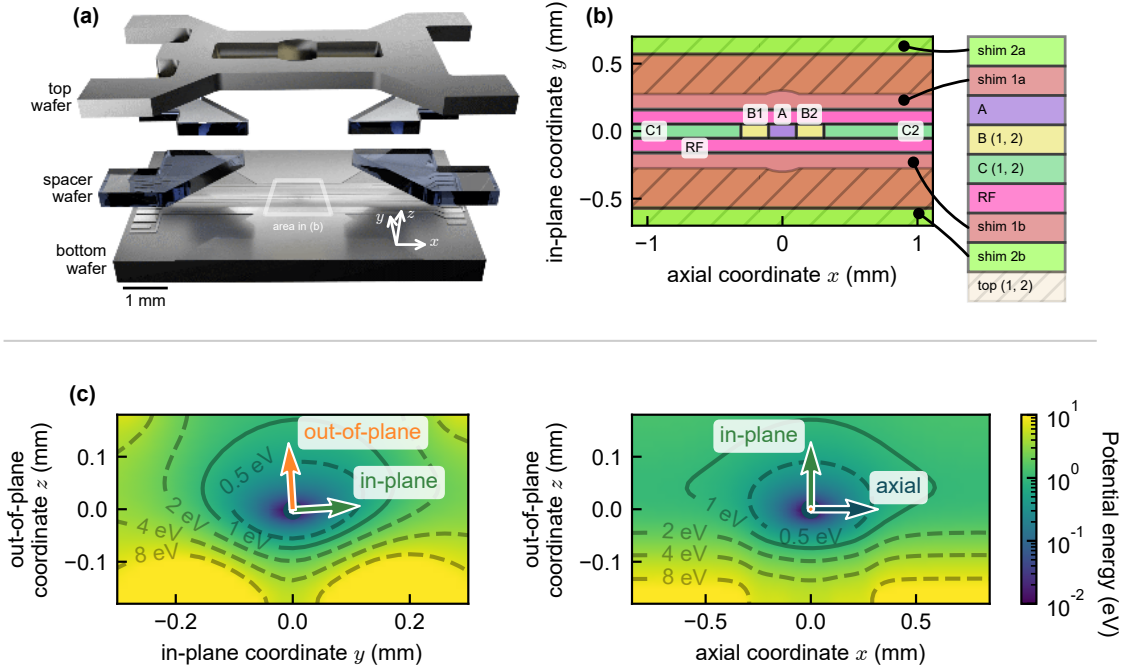 (a)
top
wafer
spacer
wafer
bottom
wafer
1 mm
area in (b)
y
z
x
(b)
in-plane coordinate y (mm)
0.5
0.0
−0.5
−1
0
1
axial coordinate x (mm)
C1
B1
A
B2
C2
RF
shim 2a
shim 1a
A
B (1, 2)
C (1, 2)
RF
shim 1b
shim 2b
top (1, 2)
(c)
out-of-plane
coordinate z (mm)
0.1
0.0
−0.1
−0.2
0.0
0.2
in-plane coordinate y (mm)
out-of-plane
in-plane
0.5 eV
1 eV
2 eV
4 eV
8 eV
out-of-plane
coordinate z (mm)
0.1
0.0
−0.1
−0.5
0.0
0.5
axial coordinate x (mm)
in-plane
axial
1 eV
0.5 eV
2 eV
4 eV
8 eV
10^1
10^0
10^-1
10^-2
Potential energy (eV)